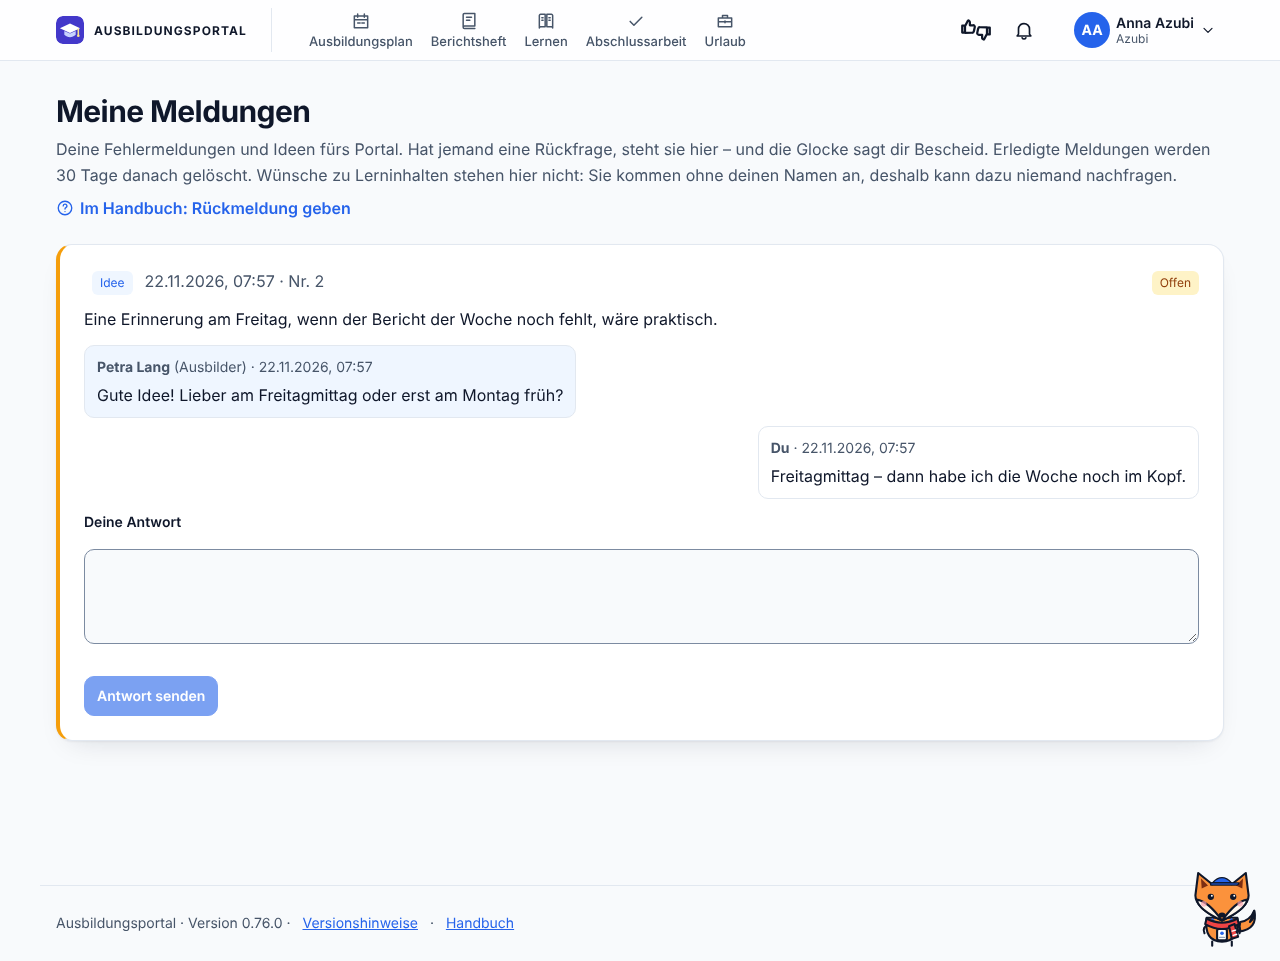 AUSBILDUNGSPORTAL
Ausbildungsplan
Berichtsheft
Lernen
Abschlussarbeit
Urlaub
AA
Anna Azubi
Azubi
Meine Meldungen
Deine Fehlermeldungen und Ideen fürs Portal. Hat jemand eine Rückfrage, steht sie hier – und die Glocke sagt dir Bescheid. Erledigte Meldungen werden
30 Tage danach gelöscht. Wünsche zu Lerninhalten stehen hier nicht: Sie kommen ohne deinen Namen an, deshalb kann dazu niemand nachfragen.
Im Handbuch: Rückmeldung geben
Idee 22.11.2026, 07:57 · Nr. 2 Offen
Eine Erinnerung am Freitag, wenn der Bericht der Woche noch fehlt, wäre praktisch.
Petra Lang (Ausbilder) · 22.11.2026, 07:57
Gute Idee! Lieber am Freitagmittag oder erst am Montag früh?
Du · 22.11.2026, 07:57
Freitagmittag – dann habe ich die Woche noch im Kopf.
Deine Antwort
Antwort senden
Ausbildungsportal · Version 0.76.0 · Versionshinweise · Handbuch